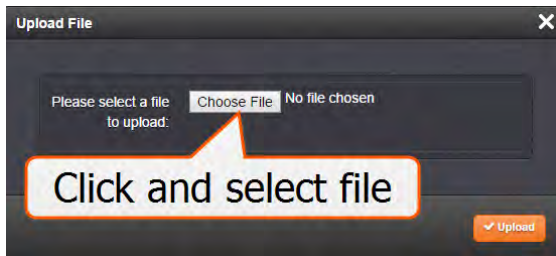 Upload File
Please select a file Choose File No file chosen
to upload:
Click and select file
Upload